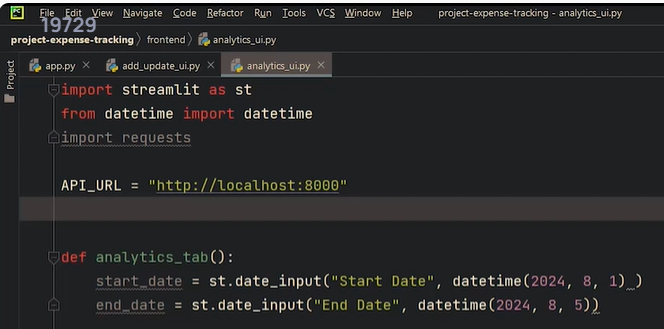 File Edit View Navigate Code Refactor Run Tools VCS Window Help project-expense-tracking - analytics_ui.py
19729
project-expense-tracking frontend analytics_ui.py
Project
app.py add_update_ui.py analytics_ui.py
import streamlit as st
from datetime import datetime
import requests
API_URL = "http://localhost:8000"
def analytics_tab():
start_date = st.date_input("Start Date", datetime(2024, 8, 1) )
end_date = st.date_input("End Date", datetime(2024, 8, 5))